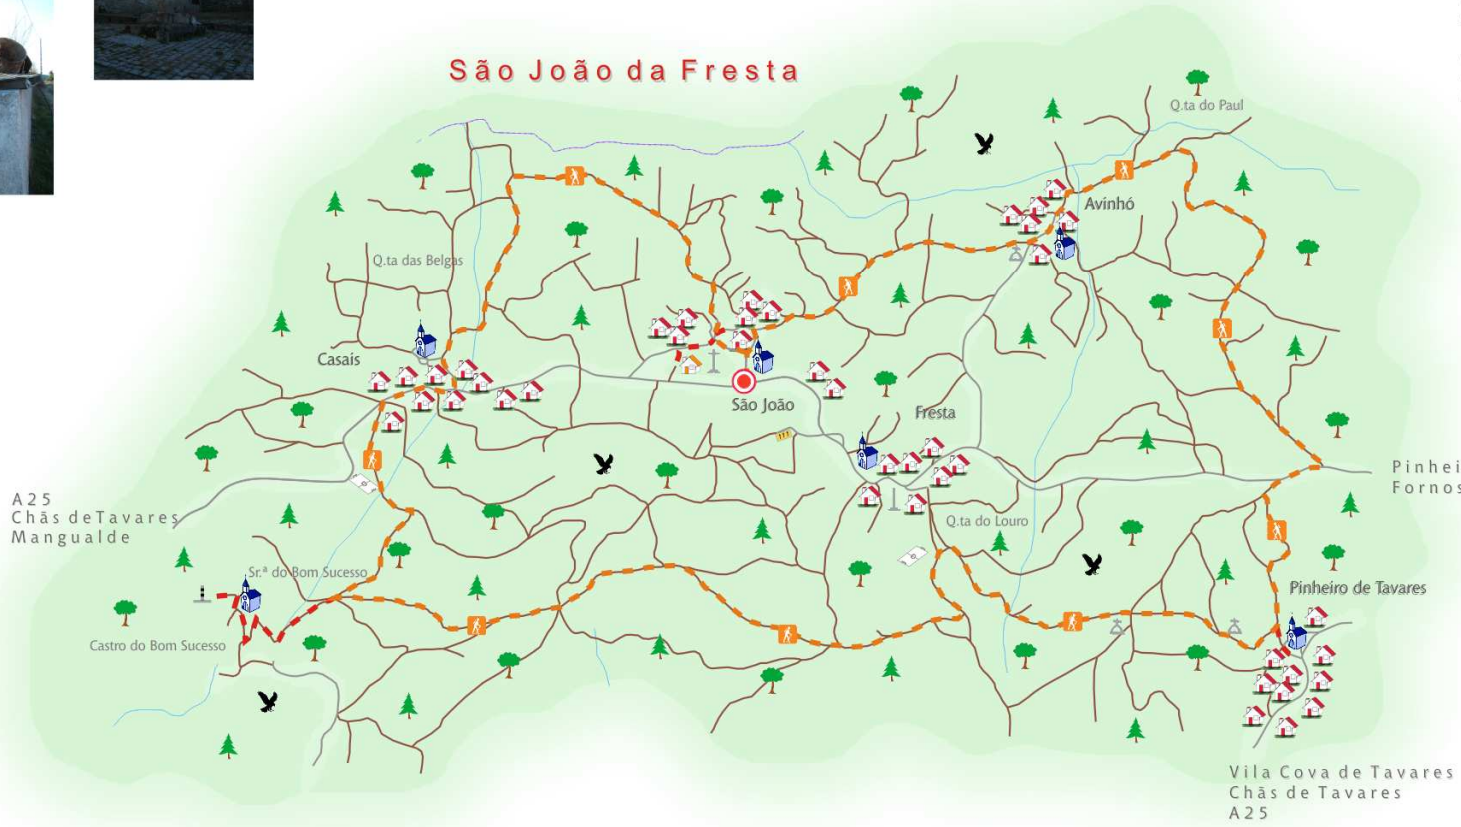 São João da Fresta
Q.ta do Paul
Avinhó
Q.ta das Belgas
Casais
São João
Fresta
A25
Chãs deTavares
Mangualde
Q.ta do Louro
Sr.ª do Bom Sucesso
Castro do Bom Sucesso
Pinheiro de Tavares
Vila Cova de Tavares
Chãs de Tavares
A25